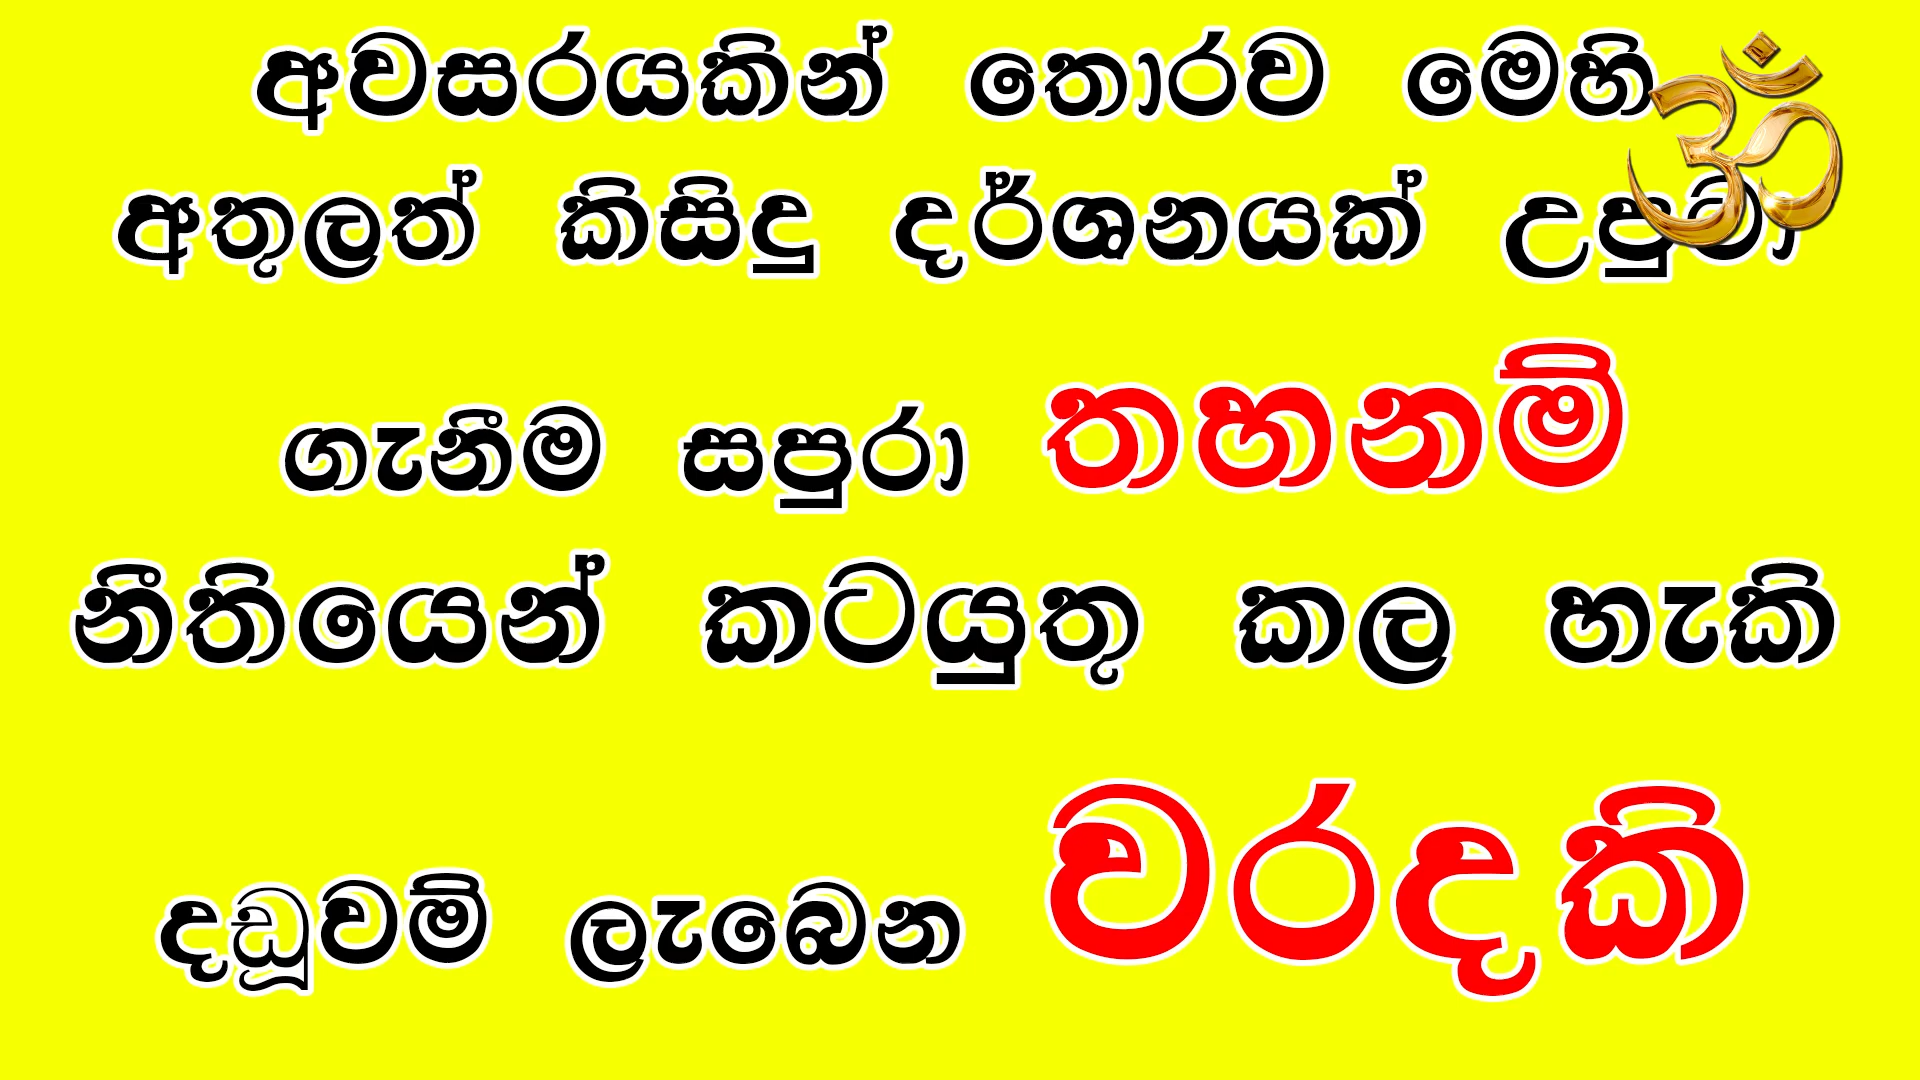 අවසරයකින් තොරව මෙහි
අතුලත් කිසිඳු දර්ශනයක් උපුටා
ගැනීම සපුරා තහනම්
නීතියෙන් කටයුතු කල හැකි
දඩූවම් ලැබෙන වරදකි